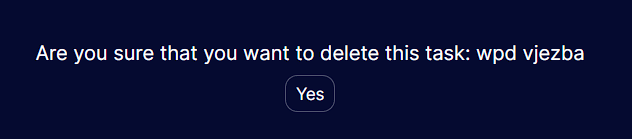 Are you sure that you want to delete this task: wpd vjezba
Yes